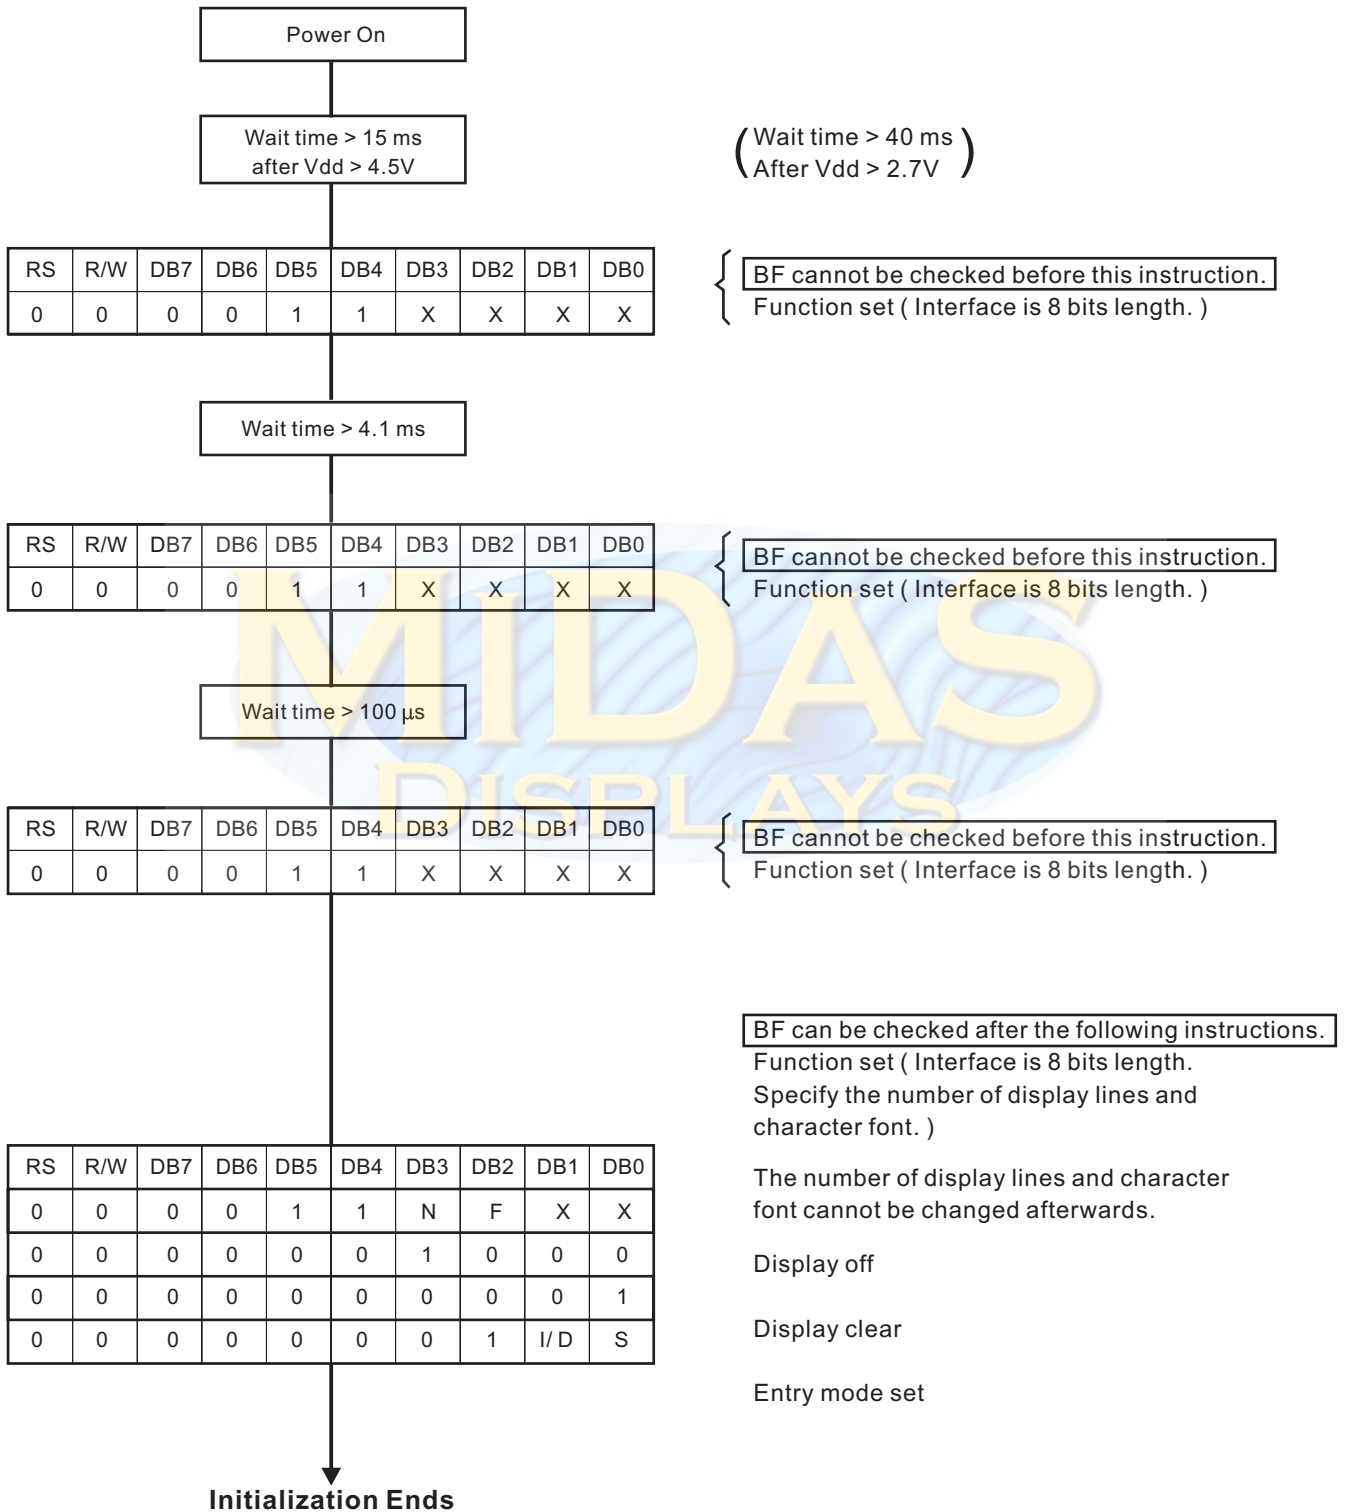 Power On
Wait time > 15 ms
after Vdd > 4.5V
(Wait time > 40 ms)
After Vdd > 2.7V
RS R/W DB7 DB6 DB5 DB4 DB3 DB2 DB1 DB0
0 0 0 0 1 1 X X X X
BF cannot be checked before this instruction.
Function set ( Interface is 8 bits length. )
Wait time > 4.1 ms
RS R/W DB7 DB6 DB5 DB4 DB3 DB2 DB1 DB0
0 0 0 0 1 1 X X X X
BF cannot be checked before this instruction.
Function set ( Interface is 8 bits length. )
MIDAS
DISPLAYS
Wait time > 100 µs
RS R/W DB7 DB6 DB5 DB4 DB3 DB2 DB1 DB0
0 0 0 0 1 1 X X X X
BF cannot be checked before this instruction.
Function set ( Interface is 8 bits length. )
BF can be checked after the following instructions.
Function set ( Interface is 8 bits length.
Specify the number of display lines and
character font. )
The number of display lines and character
font cannot be changed afterwards.
Display off
Display clear
Entry mode set
RS R/W DB7 DB6 DB5 DB4 DB3 DB2 DB1 DB0
0 0 0 0 1 1 N F X X
0 0 0 0 0 0 1 0 0 0
0 0 0 0 0 0 0 0 0 1
0 0 0 0 0 0 0 1 I/ D S
Initialization Ends